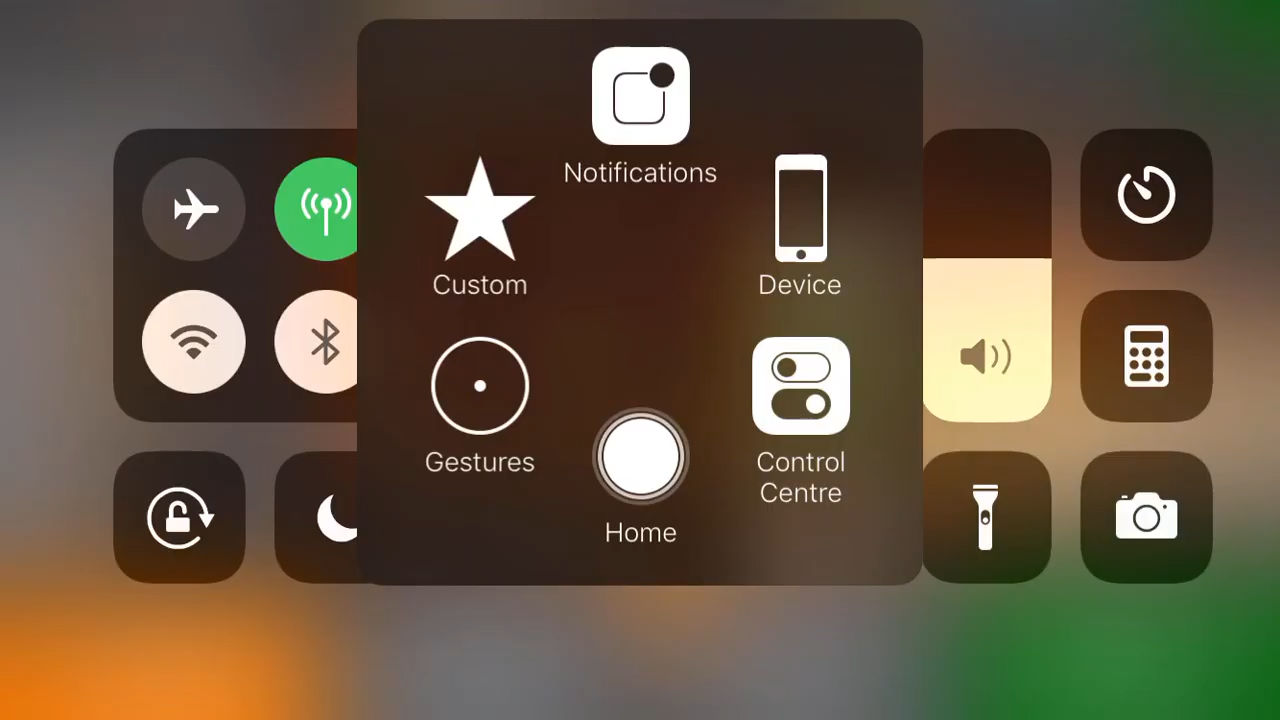 Notifications
Custom
Device
Gestures
Control
Centre
Home